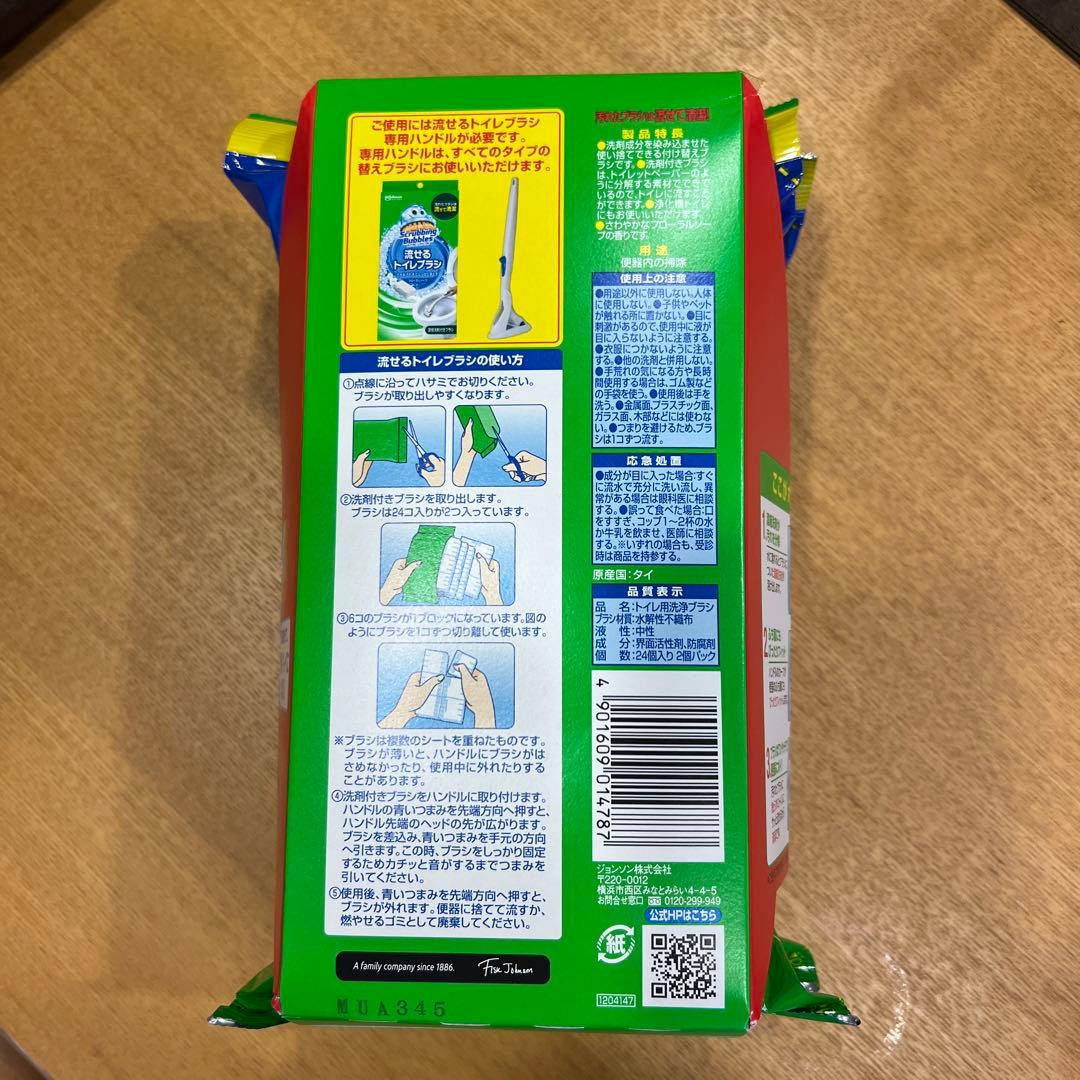 ご使用には流せるトイレブラシ
専用ハンドルが必要です。
専用ハンドルは、すべてのタイプの
替えブラシにお使いいただけます。
Scrubbing
Bubbles
流せる
トイレブラシ
流せるトイレブラシの使い方
①点線に沿ってハサミでお切りください。
ブラシが取り出しやすくなります。
②洗剤付きブラシを取り出します。
ブラシは24コ入りが2つ入っています。
③6コのブラシが1ブロックになっています。図の
ようにブラシを1コずつ切り離して使います。
※ブラシは複数のシートを重ねたものです。
ブラシが薄いと、ハンドルにブラシがは
さめなかったり、使用中に外れたりする
ことがあります。
④洗剤付きブラシをハンドルに取り付けます。
ハンドルの青いつまみを先端方向へ押すと、
ハンドル先端のヘッドの先が広がります。
ブラシを差込み、青いつまみを手元の方向
へ引きます。この時、ブラシをしっかり固定
するためカチッと音がするまでつまみを
引いてください。
⑤使用後、青いつまみを先端方向へ押すと、
ブラシが外れます。便器に捨てて流すか、
燃やせるゴミとして廃棄してください。
A family company since 1886.
Fisk Johnson
MUA345
汚れたブラシは流せて清潔
製品特長
●洗剤成分を染み込ませた
使い捨てできる付け替えブ
ラシです。●洗剤付きブラシ
は、トイレットペーパーのよ
うに分解する素材でできて
いるので、トイレに流すこと
ができます。●浄化槽トイレ
にもお使いいただけます。
●さわやかなフローラルソー
プの香りです。
用途
便器内の掃除
使用上の注意
●用途以外に使用しない。人体
に使用しない。●子供やペット
が触れる所に置かない。●目に
刺激があるので、使用中に液が
目に入らないように注意する。
●衣服につかないように注意
する。●他の洗剤と併用しない。
●手荒れの気になる方や長時
間使用する場合は、ゴム製など
の手袋を使う。●使用後は手を
洗う。●金属面、プラスチック面、
ガラス面、木部などには使わな
い。●つまりを避けるため、ブラ
シは1コずつ流す。
応急処置
●成分が目に入った場合：すぐ
に流水で充分に洗い流し、異
常がある場合は眼科医に相談
する。●誤って食べた場合：口
をすすぎ、コップ1〜2杯の水
か牛乳を飲ませ、医師に相談
する。※いずれの場合も、受診
時は商品を持参する。
原産国：タイ
品質表示
品 名：トイレ用洗浄ブラシ
ブラシ材質：水解性不織布
液 性：中性
成 分：界面活性剤、防腐剤
個 数：24個入り 2個パック
4 901609 014787
ジョンソン株式会社
〒220-0012
横浜市西区みなとみらい4-4-5
お問合せ窓口 0120-299-949
公式HPはこちら
紙
1204147